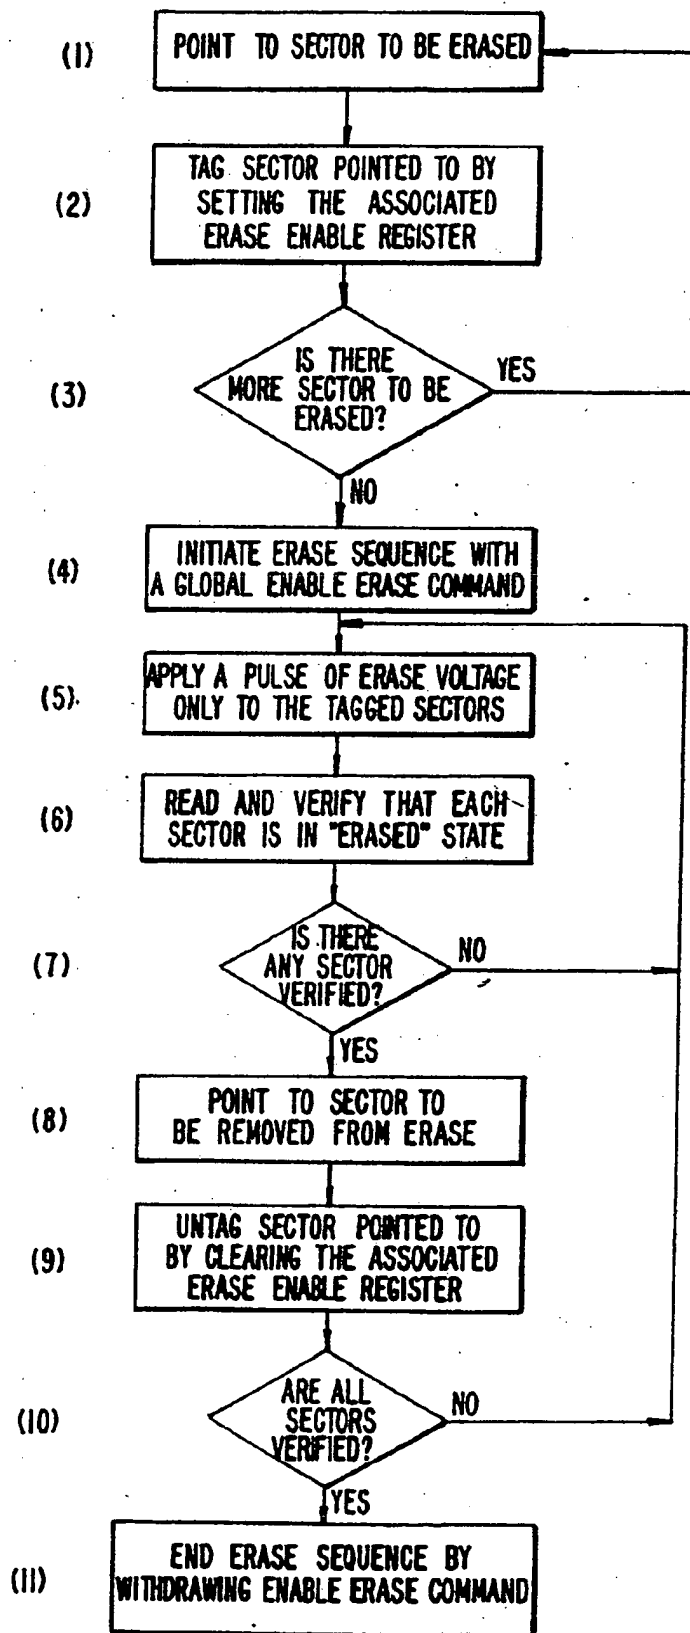 (1)
POINT TO SECTOR TO BE ERASED
(2)
TAG SECTOR POINTED TO BY
SETTING THE ASSOCIATED
ERASE ENABLE REGISTER
(3)
IS THERE
MORE SECTOR TO BE
ERASED?
YES
NO
(4)
INITIATE ERASE SEQUENCE WITH
A GLOBAL ENABLE ERASE COMMAND
(5)
APPLY A PULSE OF ERASE VOLTAGE
ONLY TO THE TAGGED SECTORS
(6)
READ AND VERIFY THAT EACH
SECTOR IS IN "ERASED" STATE
(7)
IS THERE
ANY SECTOR
VERIFIED?
NO
YES
(8)
POINT TO SECTOR TO
BE REMOVED FROM ERASE
(9)
UNTAG SECTOR POINTED TO
BY CLEARING THE ASSOCIATED
ERASE ENABLE REGISTER
(10)
ARE ALL
SECTORS
VERIFIED?
NO
YES
(11)
END ERASE SEQUENCE BY
WITHDRAWING ENABLE ERASE COMMAND